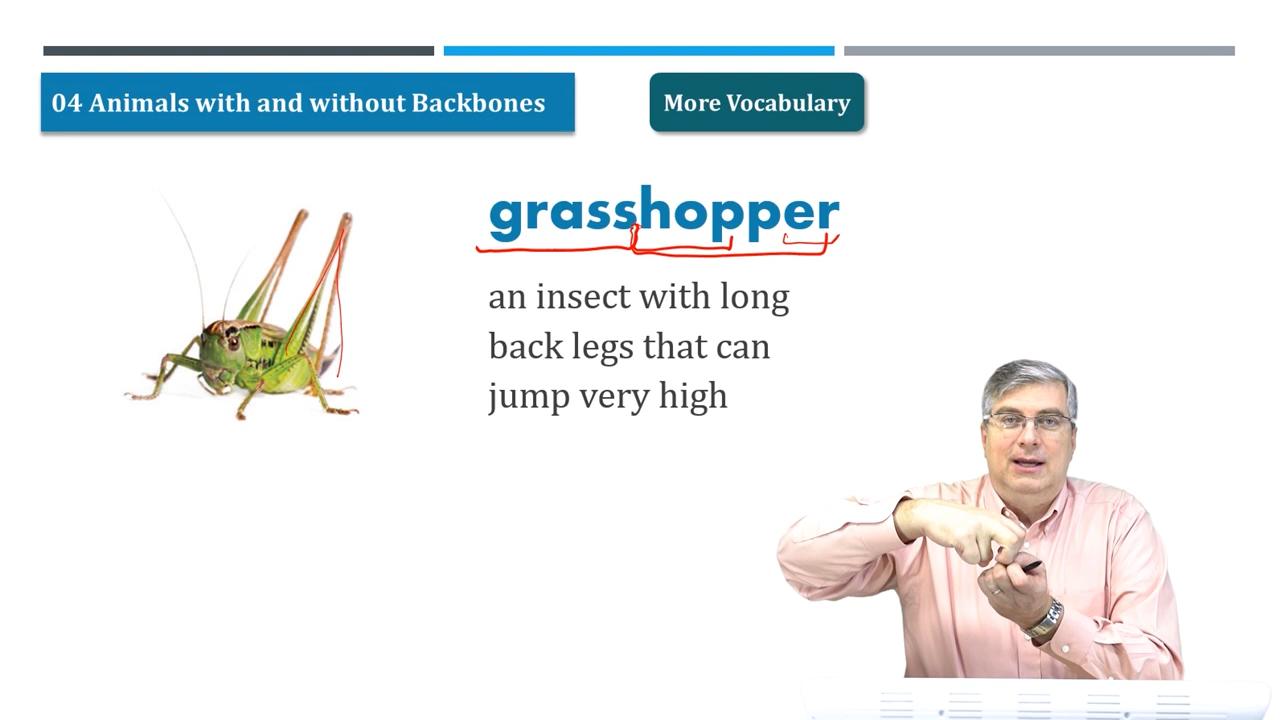 04 Animals with and without Backbones
More Vocabulary
grasshopper
an insect with long
back legs that can
jump very high